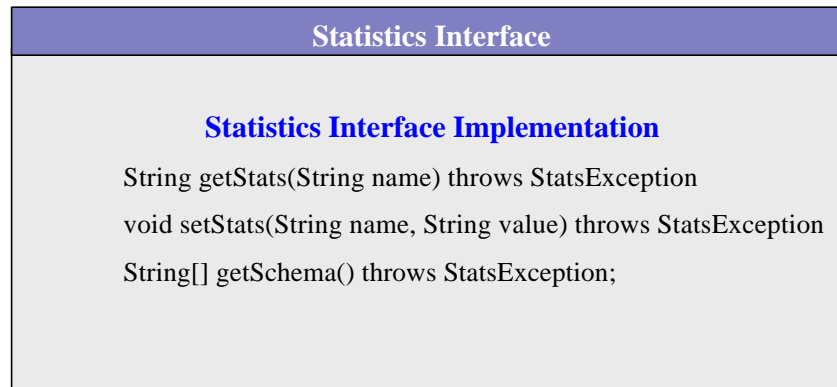 Statistics Interface
Statistics Interface Implementation
String getStats(String name) throws StatsException
void setStats(String name, String value) throws StatsException
String[] getSchema() throws StatsException;